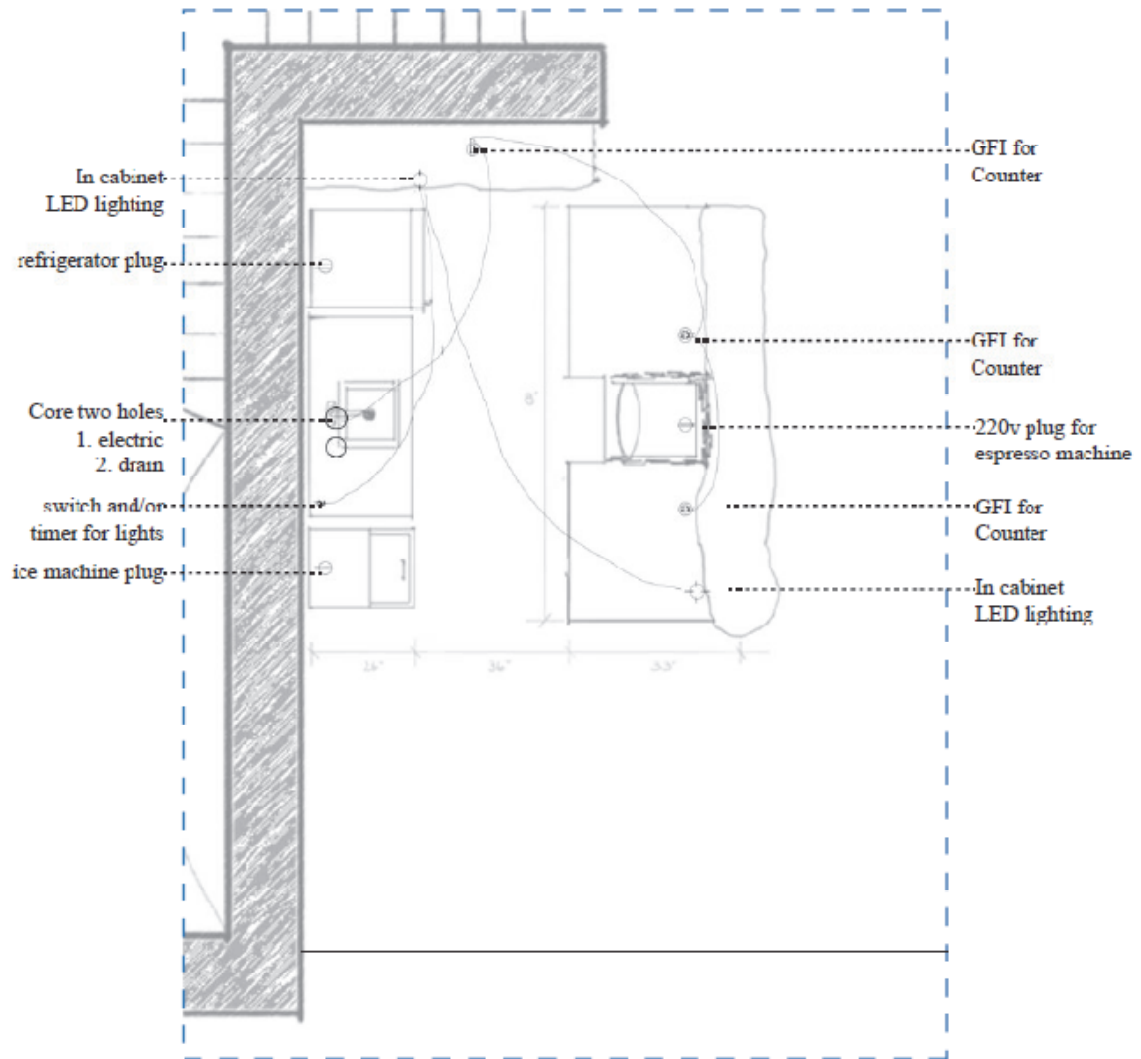 In cabinet
LED lighting
refrigerator plug
Core two holes
1. electric
2. drain
switch and/or
timer for lights
ice machine plug
GFI for
Counter
GFI for
Counter
220v plug for
espresso machine
GFI for
Counter
In cabinet
LED lighting
8'
36"